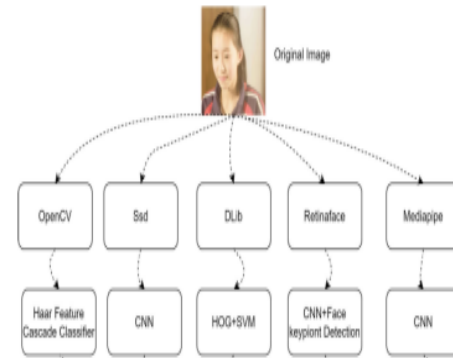 Original Image
OpenCV
Ssd
DLib
Retinaface
Mediapipe
Haar Feature
Cascade Classifier
CNN
HOG+SVM
CNN+Face
keypiont Detection
CNN